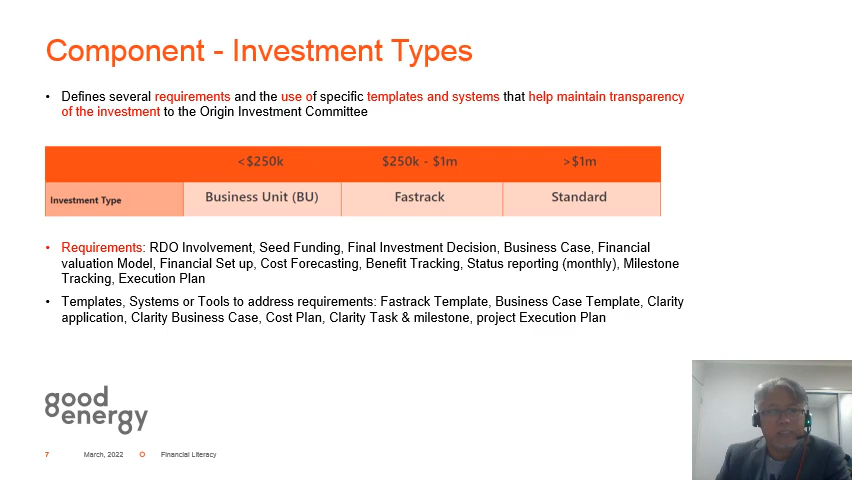 Component - Investment Types
• Defines several requirements and the use of specific templates and systems that help maintain transparency
of the investment to the Origin Investment Committee
<$250k $250k - $1m >$1m
Investment Type Business Unit (BU) Fastrack Standard
• Requirements: RDO Involvement, Seed Funding, Final Investment Decision, Business Case, Financial
valuation Model, Financial Set up, Cost Forecasting, Benefit Tracking, Status reporting (monthly), Milestone
Tracking, Execution Plan
• Templates, Systems or Tools to address requirements: Fastrack Template, Business Case Template, Clarity
application, Clarity Business Case, Cost Plan, Clarity Task & milestone, project Execution Plan
good
energy
7 March, 2022 O Financial Literacy